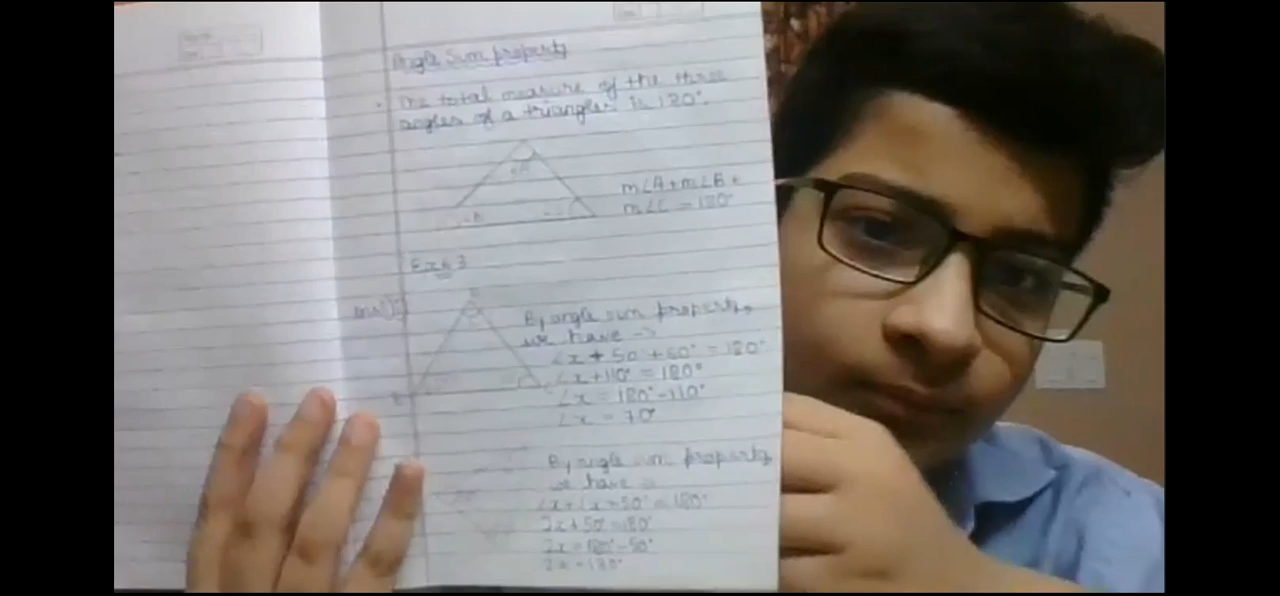 Angle Sum property
• The total measure of the three
angles of a triangles is 180°.
∠A
m∠A + m∠B +
m∠C = 180°
Ex 6.3
By angle sum property,
we have →
∠x + 50° + 60° = 180°
∠x + 110° = 180°
∠x = 180° - 110°
∠x = 70°
By angle sum property
we have
∠x + ∠x + 50° = 180°
2x + 50° = 180°
2x = 180° - 50°
2x = 130°